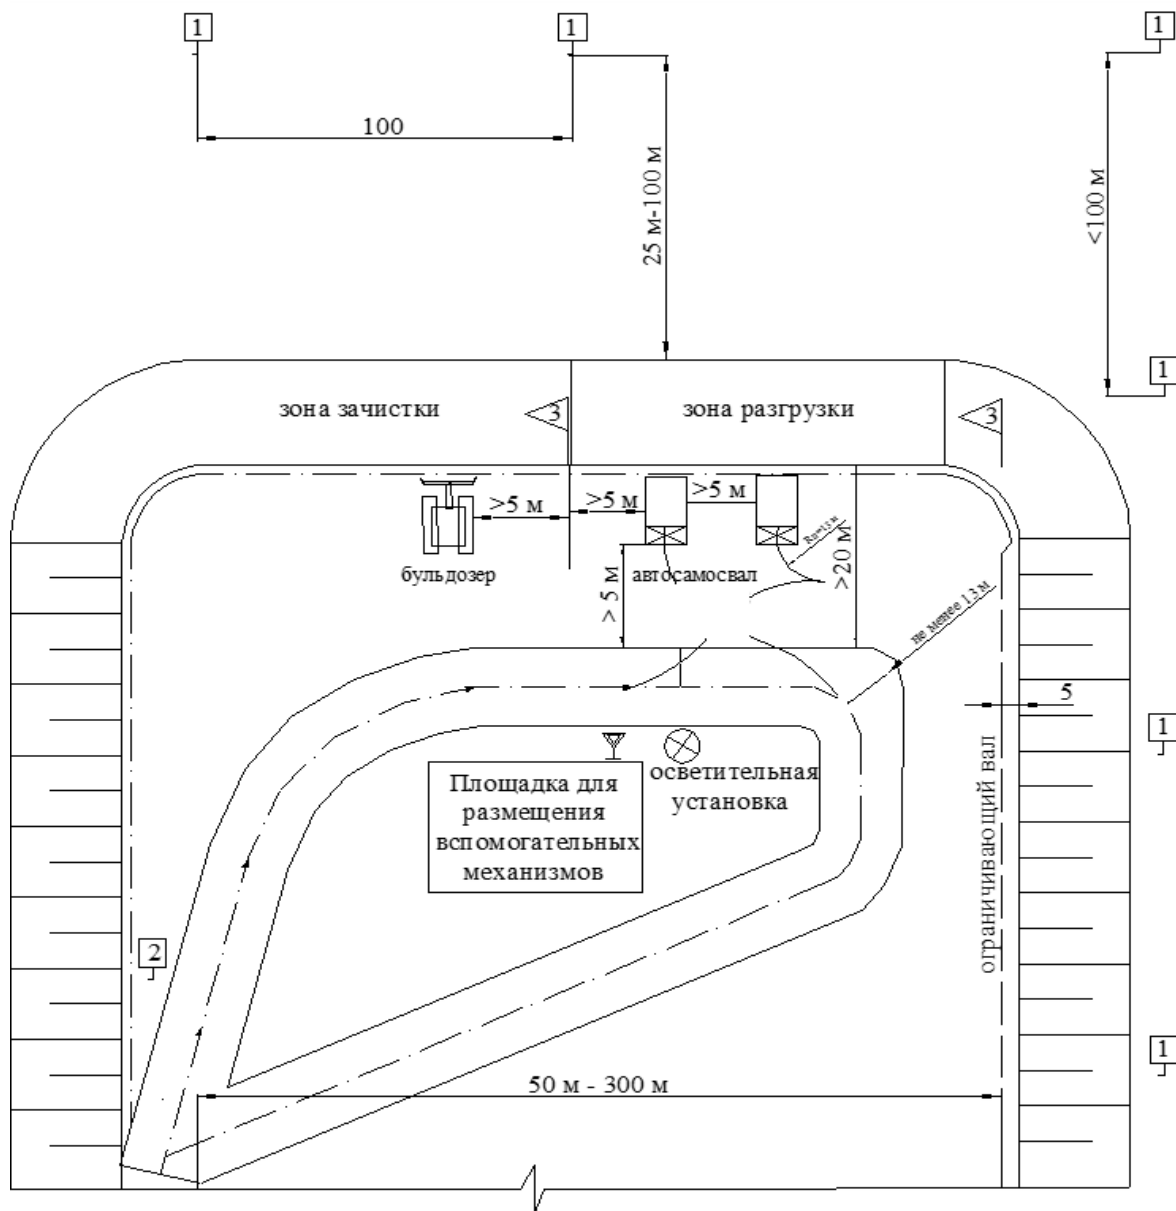 1
1
1
100
25 м-100 м
<100 м
1
зона зачистки
3
зона разгрузки
3
>5 м
>5 м
>5 м
Rп=13 м
бульдозер
> 5 м
автосамосвал
>20 м
не менее 13 м
5
1
Площадка для
размещения
вспомогательных
механизмов
осветительная
установка
ограничивающий вал
2
1
50 м - 300 м